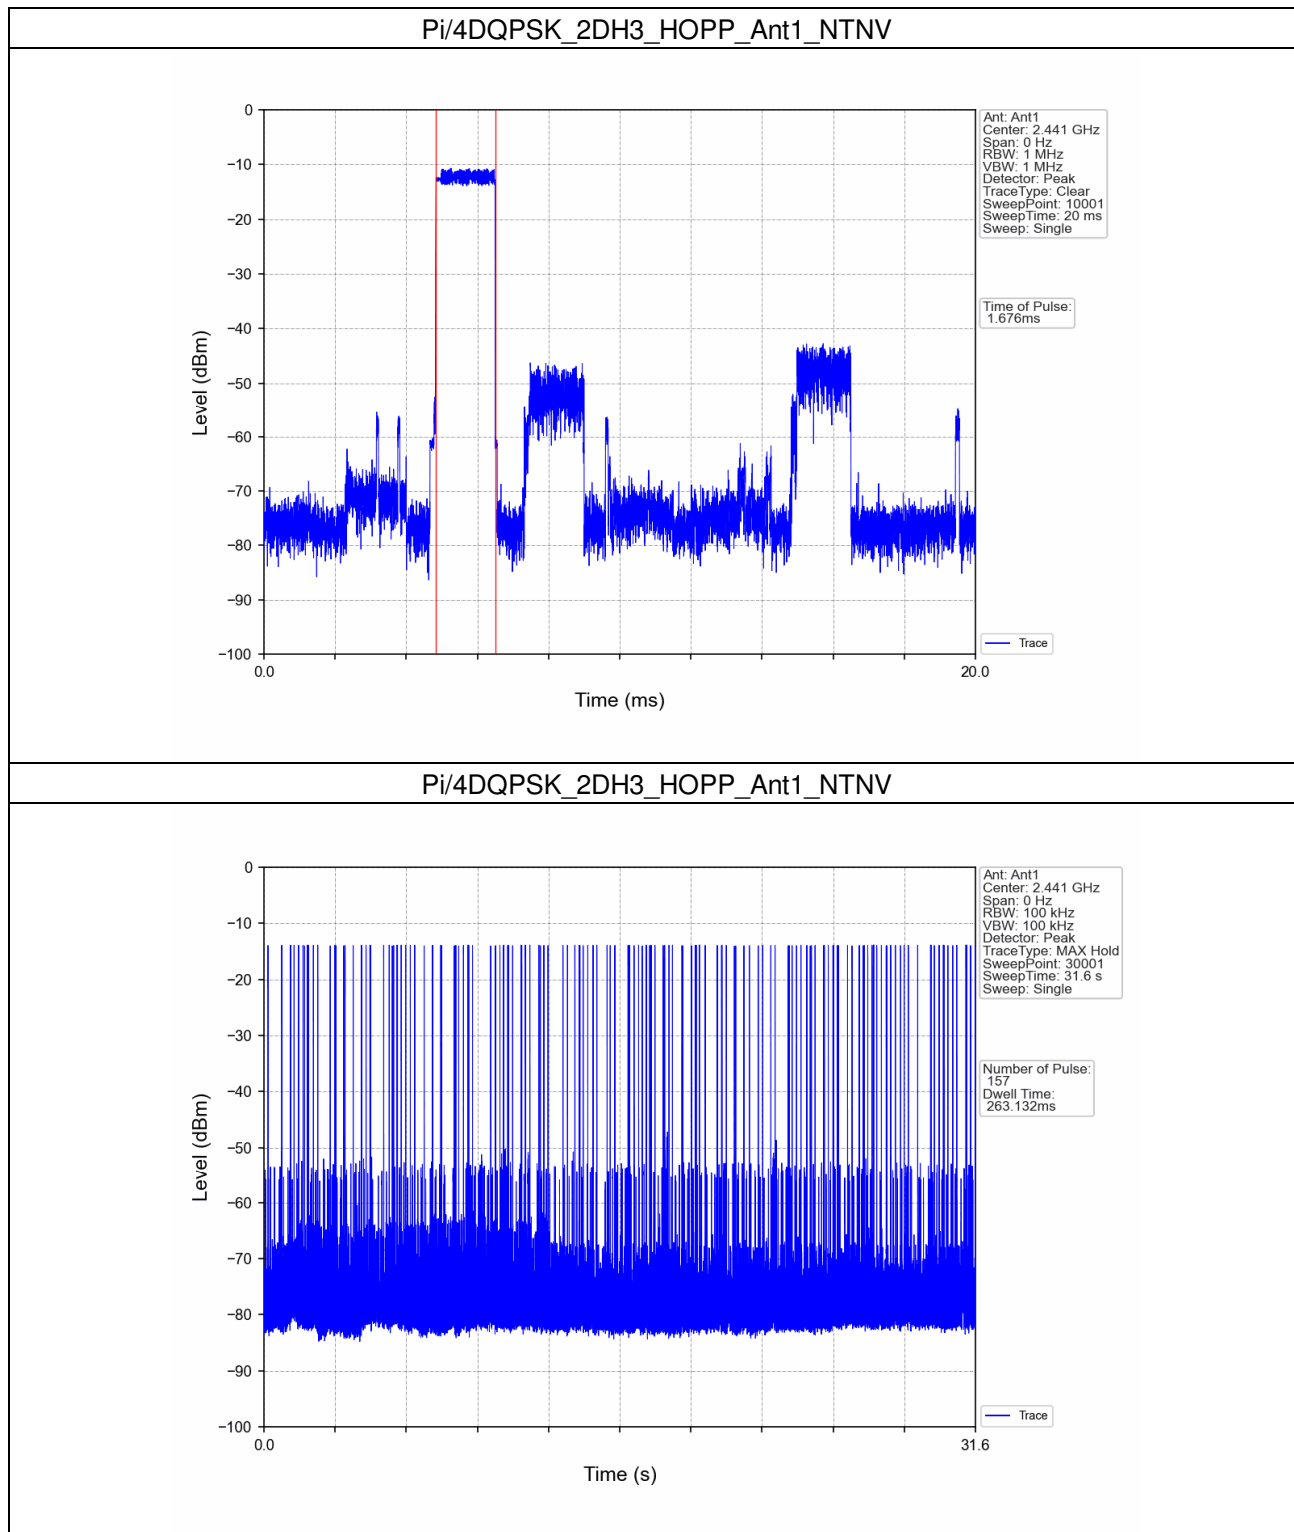 Pi/4DQPSK_2DH3_HOPP_Ant1_NTNV
0
−10
−20
−30
−40
−50
−60
−70
−80
−90
−100
Level (dBm)
0.0
20.0
Time (ms)
Ant: Ant1
Center: 2.441 GHz
Span: 0 Hz
RBW: 1 MHz
VBW: 1 MHz
Detector: Peak
TraceType: Clear
SweepPoint: 10001
SweepTime: 20 ms
Sweep: Single
Time of Pulse:
1.676ms
Trace
Pi/4DQPSK_2DH3_HOPP_Ant1_NTNV
0
−10
−20
−30
−40
−50
−60
−70
−80
−90
−100
Level (dBm)
0.0
31.6
Time (s)
Ant: Ant1
Center: 2.441 GHz
Span: 0 Hz
RBW: 100 kHz
VBW: 100 kHz
Detector: Peak
TraceType: MAX Hold
SweepPoint: 30001
SweepTime: 31.6 s
Sweep: Single
Number of Pulse:
157
Dwell Time:
263.132ms
Trace